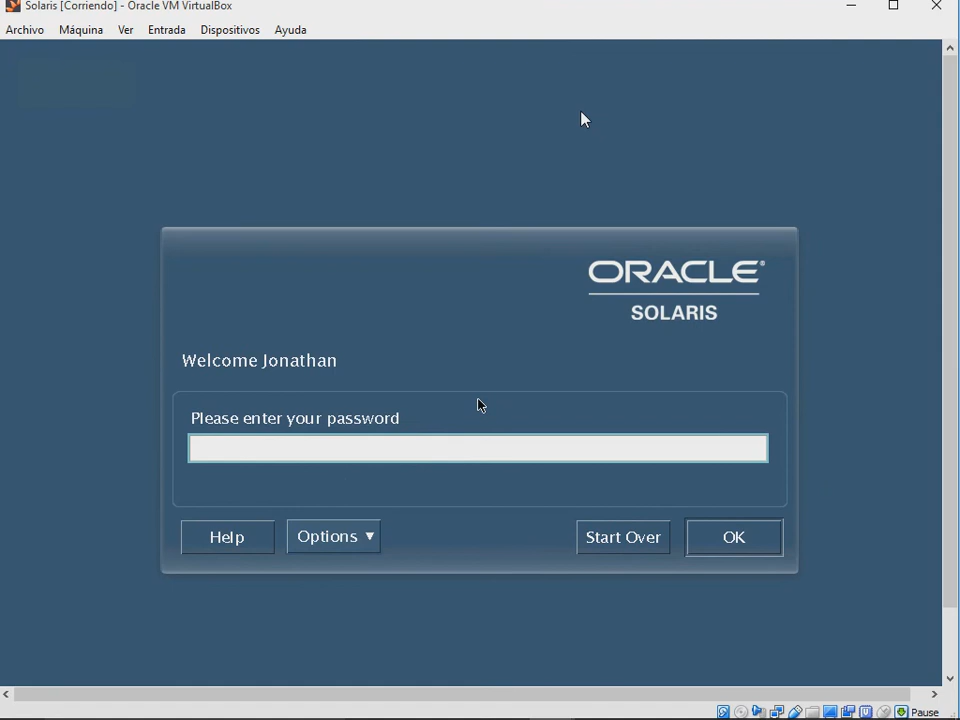 Solaris [Corriendo] - Oracle VM VirtualBox
Archivo Máquina Ver Entrada Dispositivos Ayuda
ORACLE®
SOLARIS
Welcome Jonathan
Please enter your password
Help Options ▼ Start Over OK
Pause